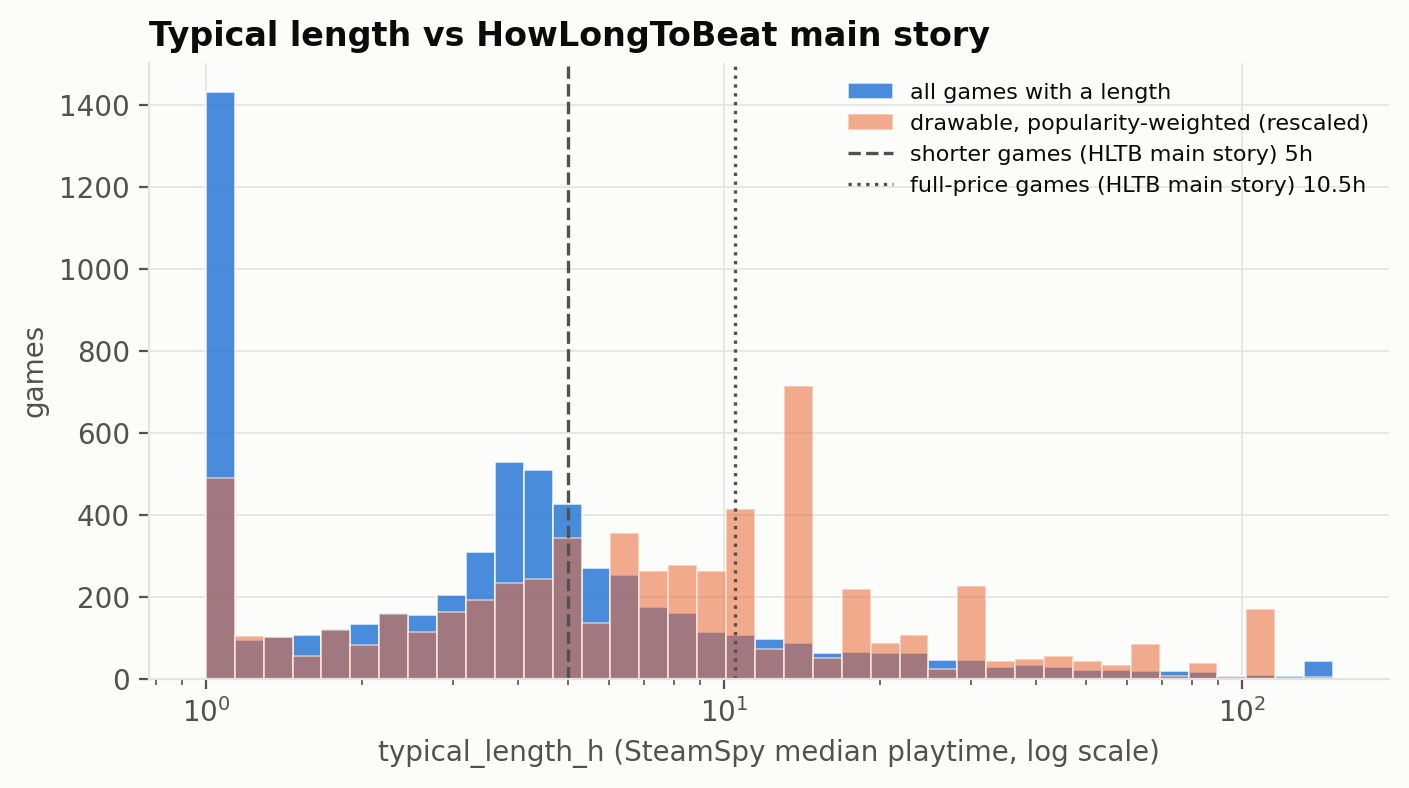 Typical length vs HowLongToBeat main story
all games with a length
drawable, popularity-weighted (rescaled)
shorter games (HLTB main story) 5h
full-price games (HLTB main story) 10.5h
games
1400
1200
1000
800
600
400
200
0
10⁰ 10¹ 10²
typical_length_h (SteamSpy median playtime, log scale)